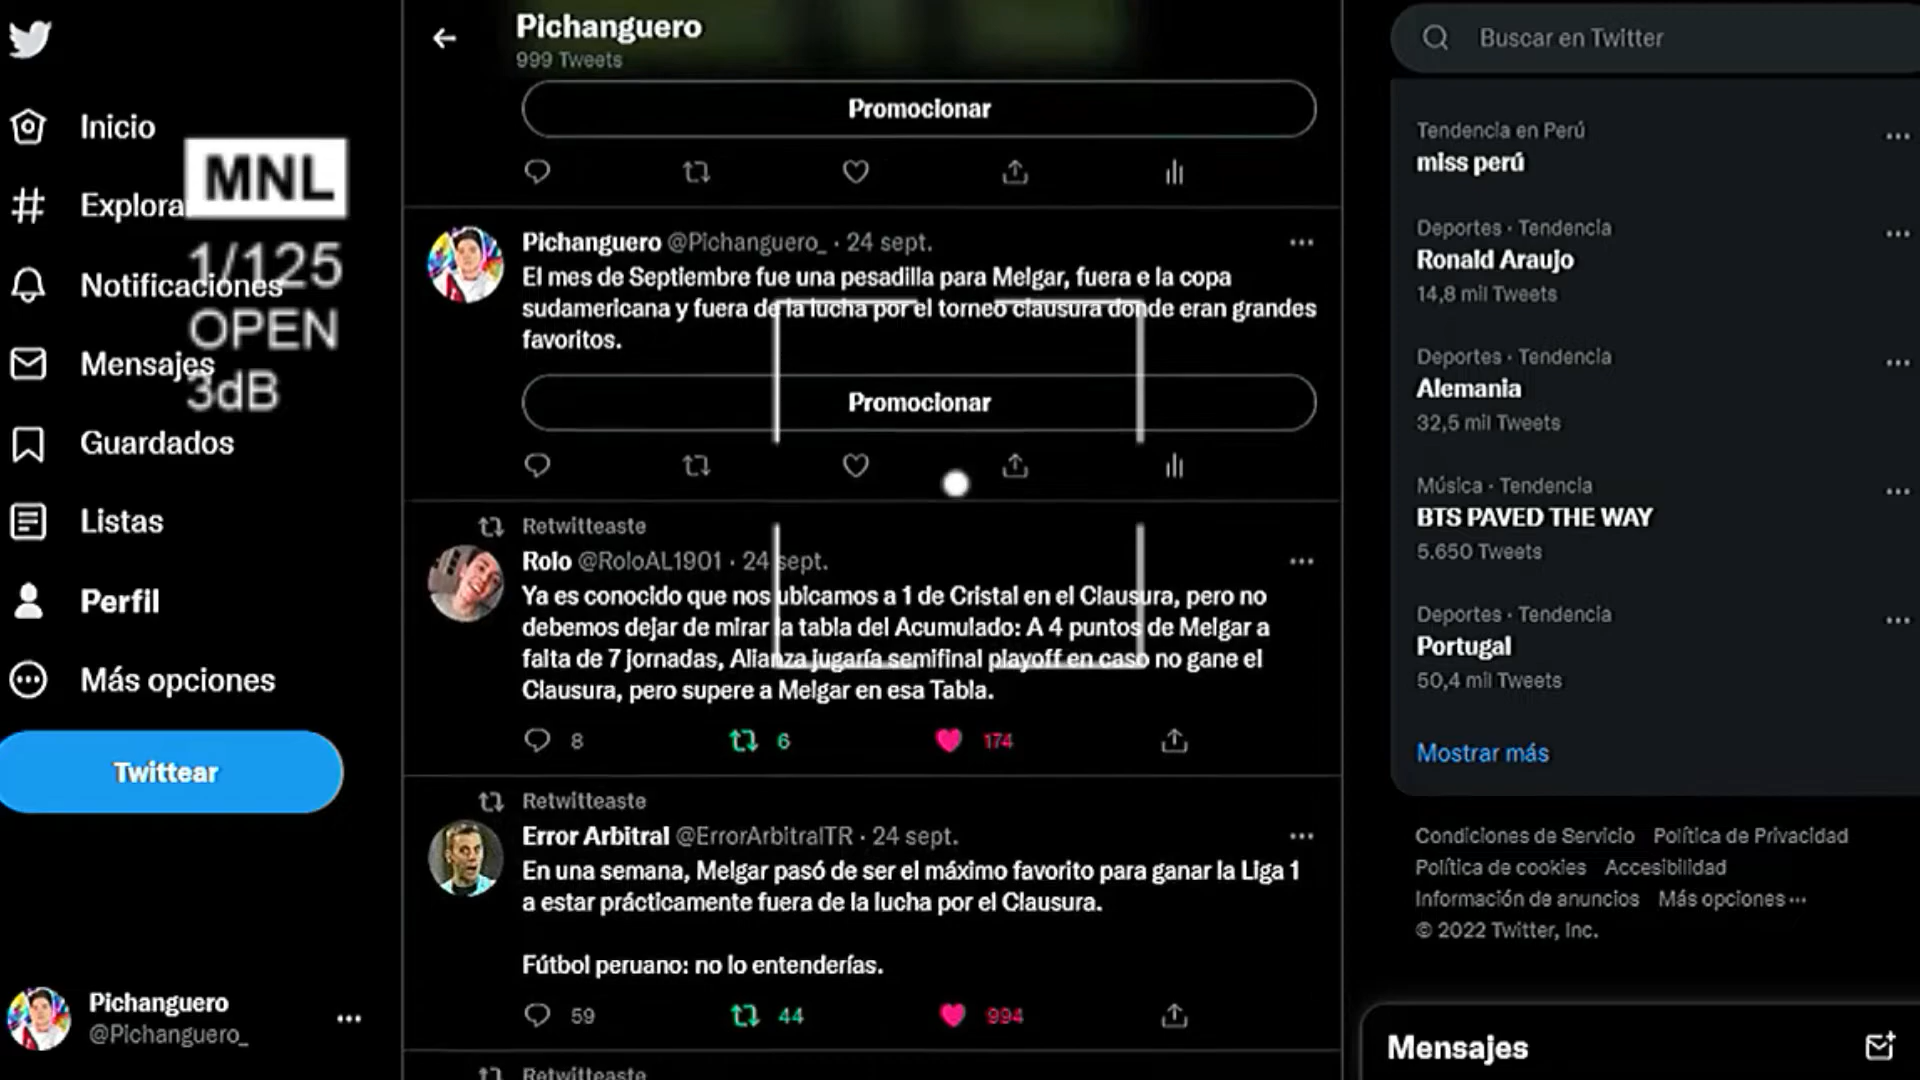 Inicio
MNL
Explora
1/125
Notificaciones
OPEN
Mensajes
3dB
Guardados
Listas
Perfil
Más opciones
Twittear
Pichanguero
@Pichanguero_
Pichanguero
999 Tweets
Promocionar
Pichanguero @Pichanguero_ · 24 sept.
El mes de Septiembre fue una pesadilla para Melgar, fuera e la copa
sudamericana y fuera de la lucha por el torneo clausura donde eran grandes
favoritos.
Promocionar
Retwitteaste
Rolo @RoloAL1901 · 24 sept.
Ya es conocido que nos ubicamos a 1 de Cristal en el Clausura, pero no
debemos dejar de mirar la tabla del Acumulado: A 4 puntos de Melgar a
falta de 7 jornadas, Alianza jugaría semifinal playoff en caso no gane el
Clausura, pero supere a Melgar en esa Tabla.
8 6 174
Retwitteaste
Error Arbitral @ErrorArbitralTR · 24 sept.
En una semana, Melgar pasó de ser el máximo favorito para ganar la Liga 1
a estar prácticamente fuera de la lucha por el Clausura.
Fútbol peruano: no lo entenderías.
59 44 994
Retwitteaste
Buscar en Twitter
Tendencia en Perú
miss perú
Deportes · Tendencia
Ronald Araujo
14,8 mil Tweets
Deportes · Tendencia
Alemania
32,5 mil Tweets
Música · Tendencia
BTS PAVED THE WAY
5.650 Tweets
Deportes · Tendencia
Portugal
50,4 mil Tweets
Mostrar más
Condiciones de Servicio Política de Privacidad
Política de cookies Accesibilidad
Información de anuncios Más opciones ···
© 2022 Twitter, Inc.
Mensajes